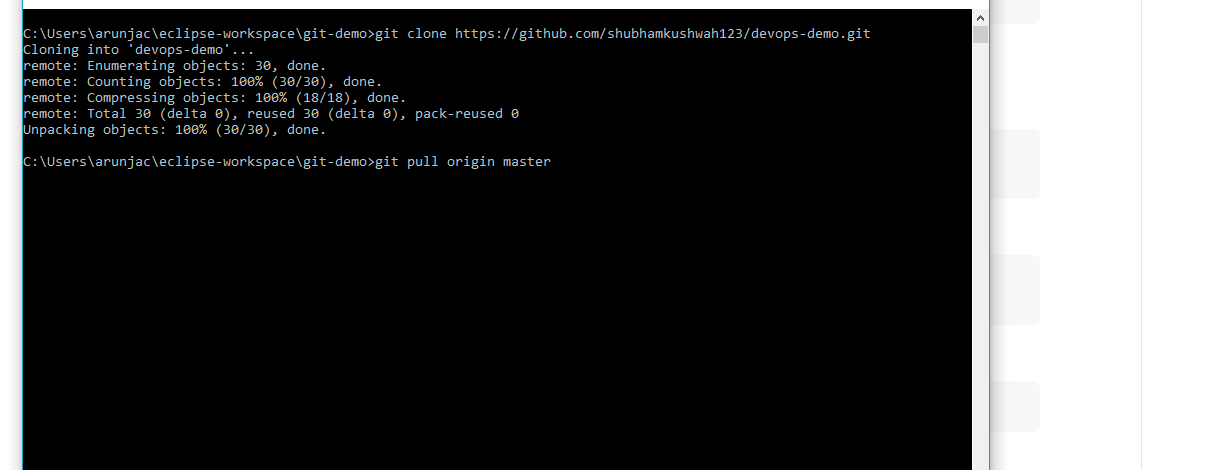 C:\Users\arunjac\eclipse-workspace\git-demo>git clone https://github.com/shubhamkushwah123/devops-demo.git
Cloning into 'devops-demo'...
remote: Enumerating objects: 30, done.
remote: Counting objects: 100% (30/30), done.
remote: Compressing objects: 100% (18/18), done.
remote: Total 30 (delta 0), reused 30 (delta 0), pack-reused 0
Unpacking objects: 100% (30/30), done.
C:\Users\arunjac\eclipse-workspace\git-demo>git pull origin master